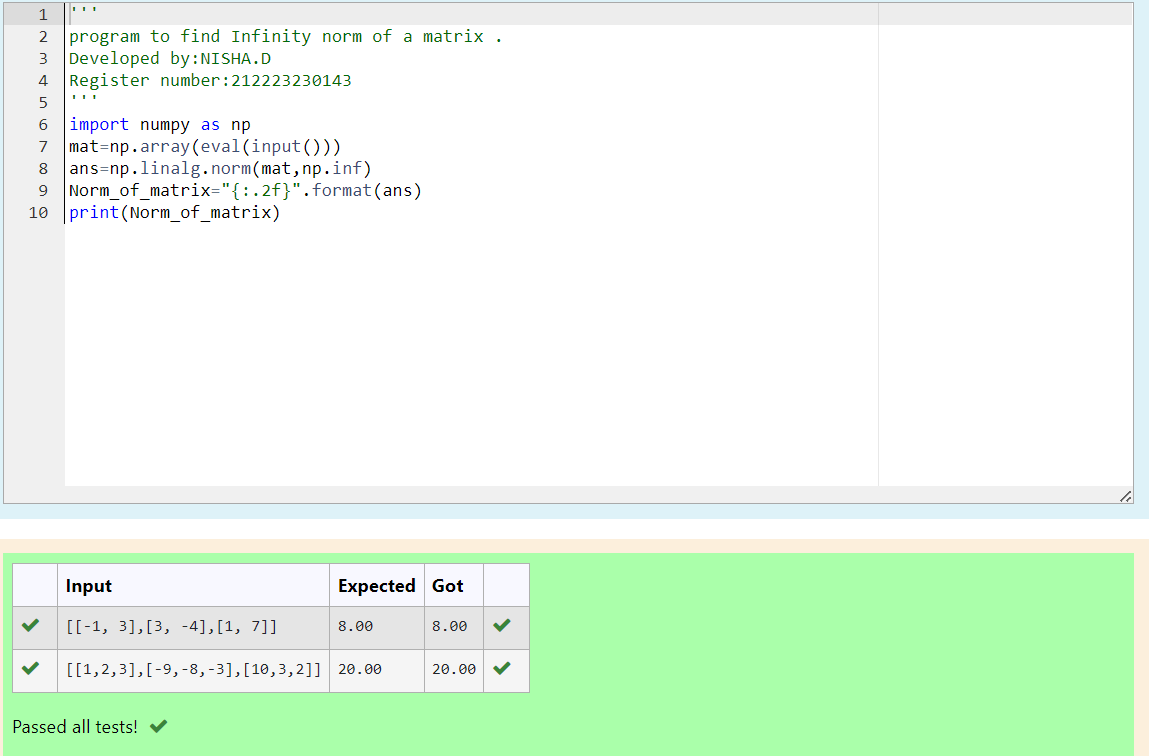 1 '''
2 program to find Infinity norm of a matrix .
3 Developed by:NISHA.D
4 Register number:212223230143
5 '''
6 import numpy as np
7 mat=np.array(eval(input()))
8 ans=np.linalg.norm(mat,np.inf)
9 Norm_of_matrix="{:.2f}".format(ans)
10 print(Norm_of_matrix)
Input Expected Got
[[-1, 3],[3, -4],[1, 7]] 8.00 8.00
[[1,2,3],[-9,-8,-3],[10,3,2]] 20.00 20.00
Passed all tests!